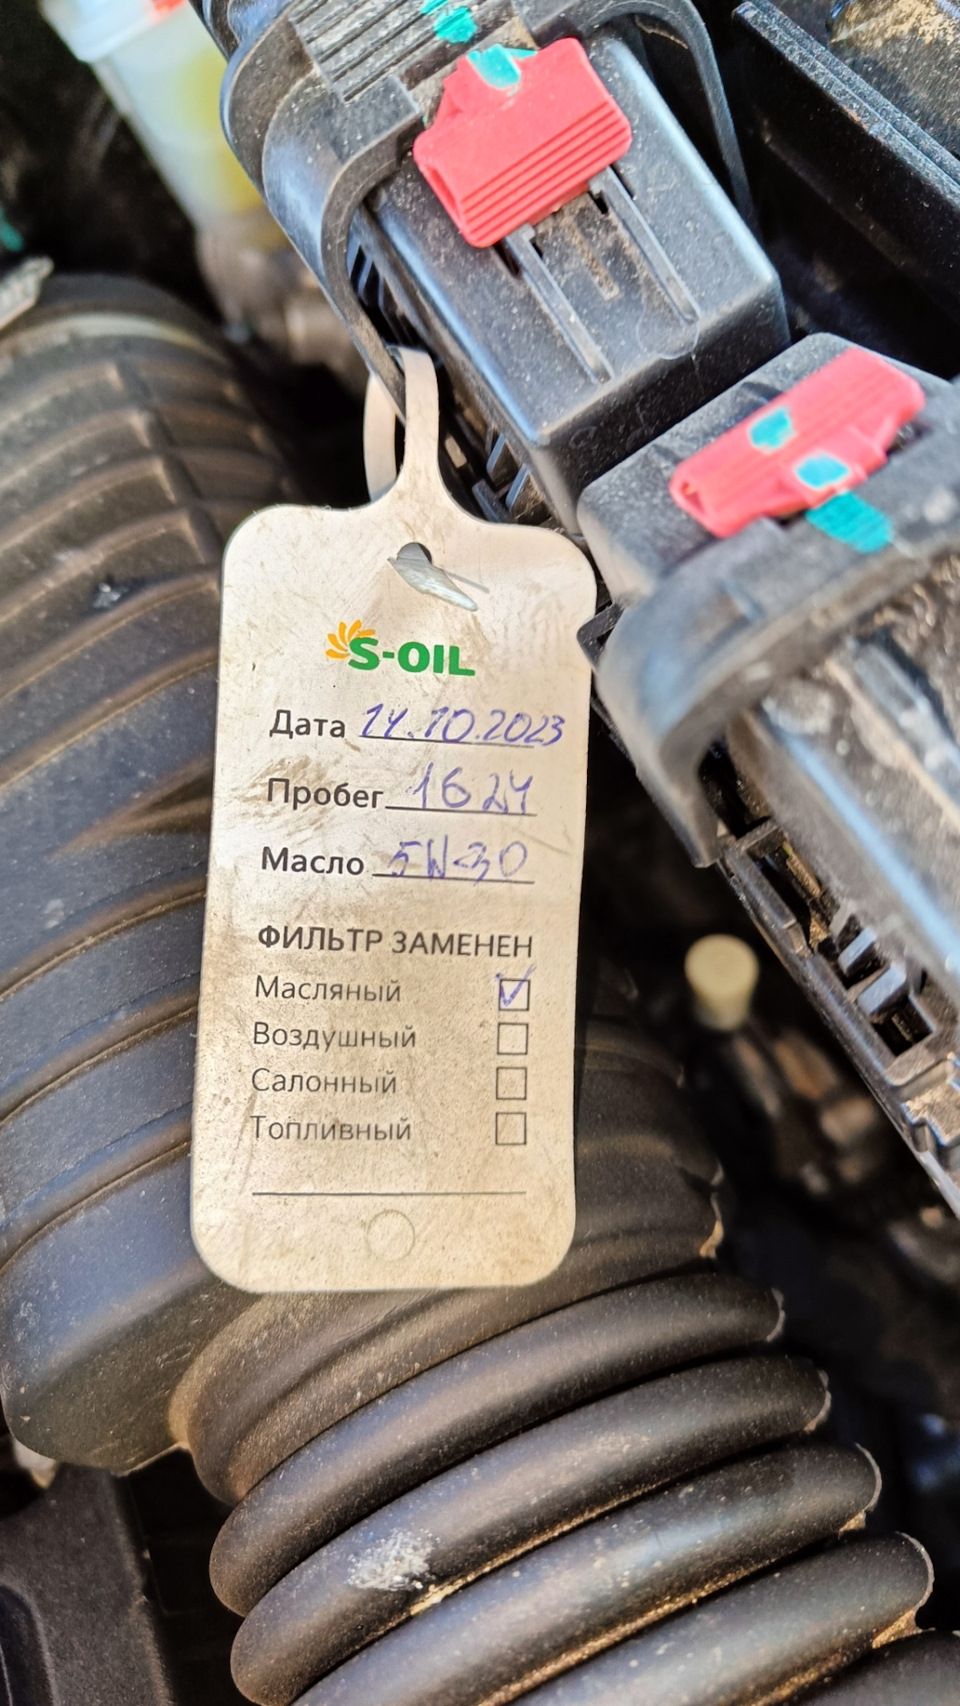 S-OIL
Дата 14.10.2023
Пробег 1624
Масло 5W-30
ФИЛЬТР ЗАМЕНЕН
Масляный
Воздушный
Салонный
Топливный